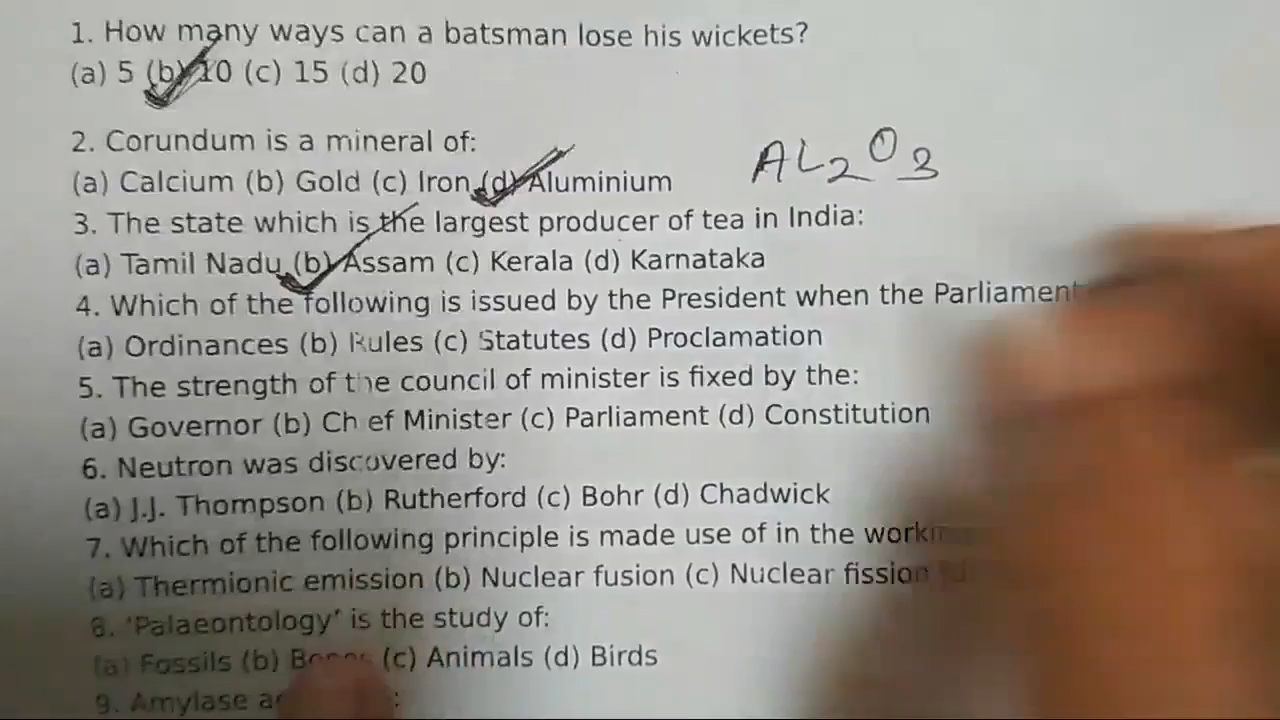 1. How many ways can a batsman lose his wickets?
(a) 5 (b) 10 (c) 15 (d) 20
2. Corundum is a mineral of:
(a) Calcium (b) Gold (c) Iron (d) Aluminium
AL2O3
3. The state which is the largest producer of tea in India:
(a) Tamil Nadu (b) Assam (c) Kerala (d) Karnataka
4. Which of the following is issued by the President when the Parliament
(a) Ordinances (b) Rules (c) Statutes (d) Proclamation
5. The strength of the council of minister is fixed by the:
(a) Governor (b) Chief Minister (c) Parliament (d) Constitution
6. Neutron was discovered by:
(a) J.J. Thompson (b) Rutherford (c) Bohr (d) Chadwick
7. Which of the following principle is made use of in the
(a) Thermionic emission (b) Nuclear fusion (c) Nuclear fission
8. 'Palaeontology' is the study of:
(a) Fossils (b) Bones (c) Animals (d) Birds
9. Amylase